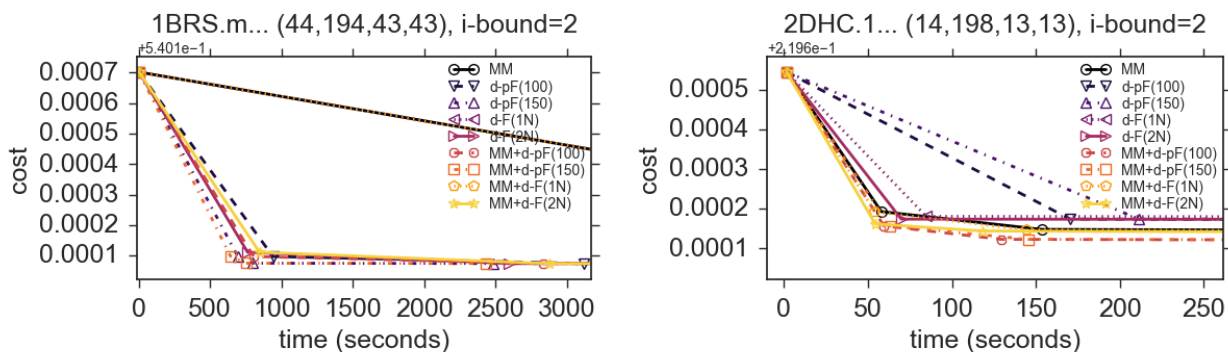 1BRS.m... (44,194,43,43), i-bound=2
+5.401e−1
0.0007
0.0006
0.0005
0.0004
0.0003
0.0002
0.0001
cost
MM
d-pF(100)
d-pF(150)
d-F(1N)
d-F(2N)
MM+d-pF(100)
MM+d-pF(150)
MM+d-F(1N)
MM+d-F(2N)
0 500 1000 1500 2000 2500 3000
time (seconds)
2DHC.1... (14,198,13,13), i-bound=2
+2.196e−1
0.0005
0.0004
0.0003
0.0002
0.0001
cost
MM
d-pF(100)
d-pF(150)
d-F(1N)
d-F(2N)
MM+d-pF(100)
MM+d-pF(150)
MM+d-F(1N)
MM+d-F(2N)
0 50 100 150 200 250
time (seconds)